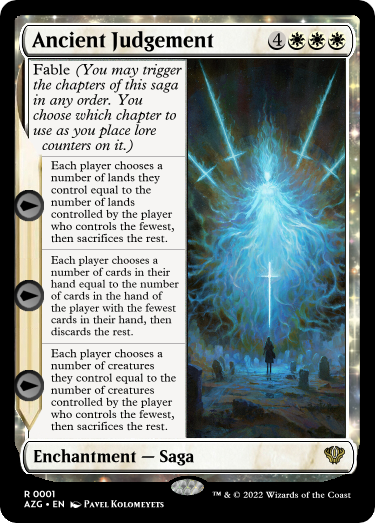 Ancient Judgement 4
Fable (You may trigger
the chapters of this saga
in any order. You
choose which chapter to
use as you place lore
counters on it.)
Each player chooses a
number of lands they
control equal to the
number of lands
controlled by the player
who controls the fewest,
then sacrifices the rest.
Each player chooses a
number of cards in their
hand equal to the number
of cards in the hand of
the player with the fewest
cards in their hand, then
discards the rest.
Each player chooses a
number of creatures
they control equal to the
number of creatures
controlled by the player
who controls the fewest,
then sacrifices the rest.
Enchantment — Saga
R 0001
AZG • EN Pavel Kolomeyets
™ & © 2022 Wizards of the Coast